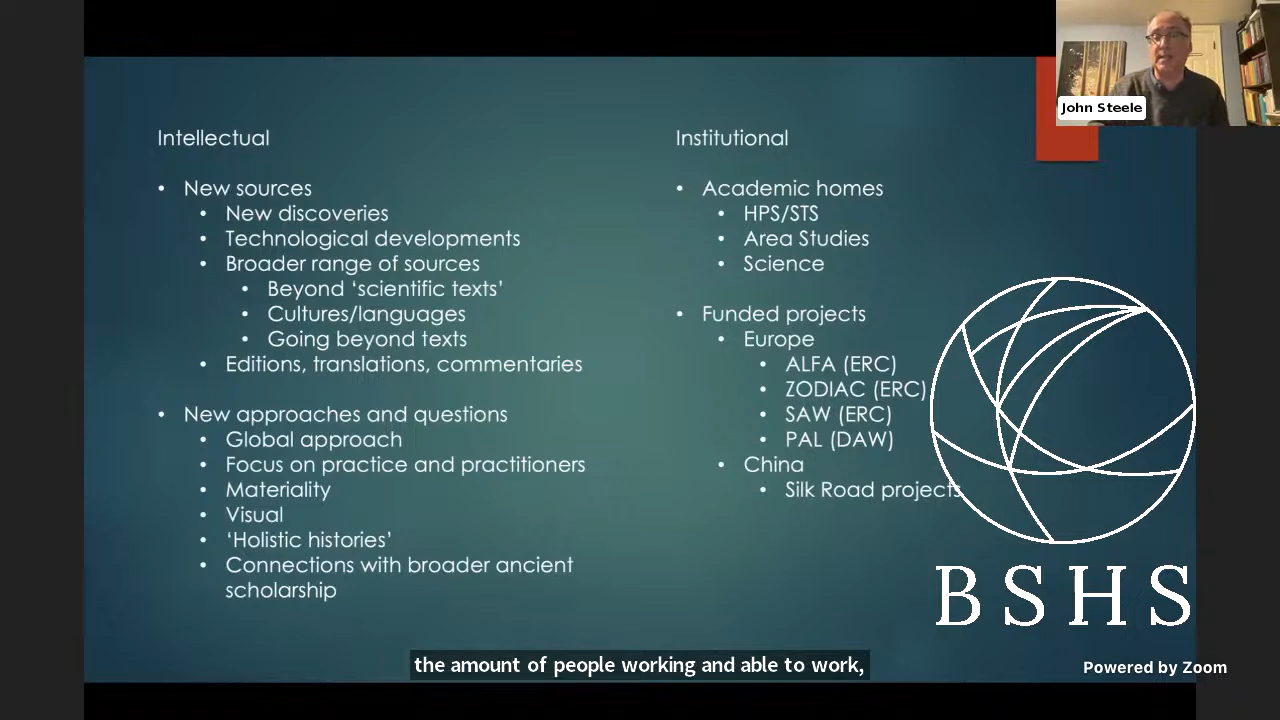 John Steele
Intellectual
• New sources
• New discoveries
• Technological developments
• Broader range of sources
• Beyond ‘scientific texts’
• Cultures/languages
• Going beyond texts
• Editions, translations, commentaries
• New approaches and questions
• Global approach
• Focus on practice and practitioners
• Materiality
• Visual
• ‘Holistic histories’
• Connections with broader ancient
scholarship
Institutional
• Academic homes
• HPS/STS
• Area Studies
• Science
• Funded projects
• Europe
• ALFA (ERC)
• ZODIAC (ERC)
• SAW (ERC)
• PAL (DAW)
• China
• Silk Road projects
BSHS
the amount of people working and able to work,
Powered by Zoom